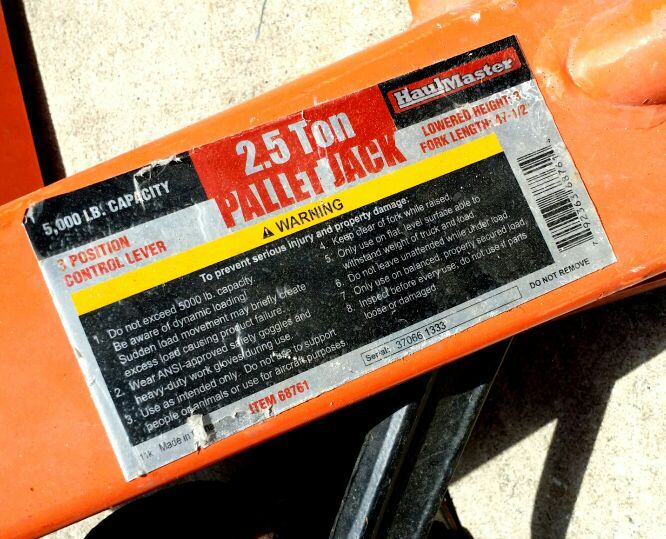 HaulMaster
2.5 Ton
PALLET JACK
5,000 LB. CAPACITY
3 POSITION
CONTROL LEVER
LOWERED HEIGHT: 3
FORK LENGTH: 47-1/2
WARNING
To prevent serious injury and property damage:
1. Do not exceed 5000 lb. capacity.
Be aware of dynamic loading!
Sudden load movement may briefly create
excess load causing product failure.
2. Wear ANSI-approved safety goggles and
heavy-duty work gloves during use.
3. Use as intended only. Do not use to support
people or animals or use for aircraft purposes
4. Keep clear of fork while raised.
5. Only use on flat, level surface able to
withstand weight of truck and load
6. Do not leave unattended while under load
7. Only use on balanced, properly secured load.
8. Inspect before every use; do not use if parts
loose or damaged.
DO NOT REMOVE
Serial: 37066 1333
ITEM 68761
11k Made in